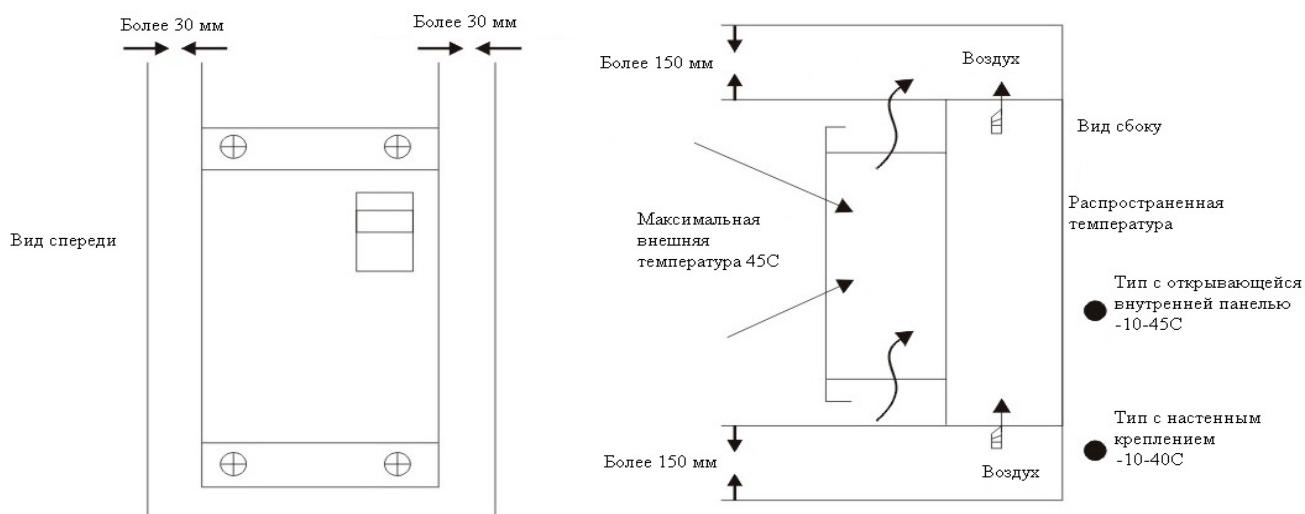 Более 30 мм
Более 30 мм
Вид спереди
Более 150 мм
Воздух
Вид сбоку
Максимальная
внешняя
температура 45С
Распространенная
температура
Тип с открывающейся
внутренней панелью
-10-45С
Более 150 мм
Воздух
Тип с настенным
креплением
-10-40С